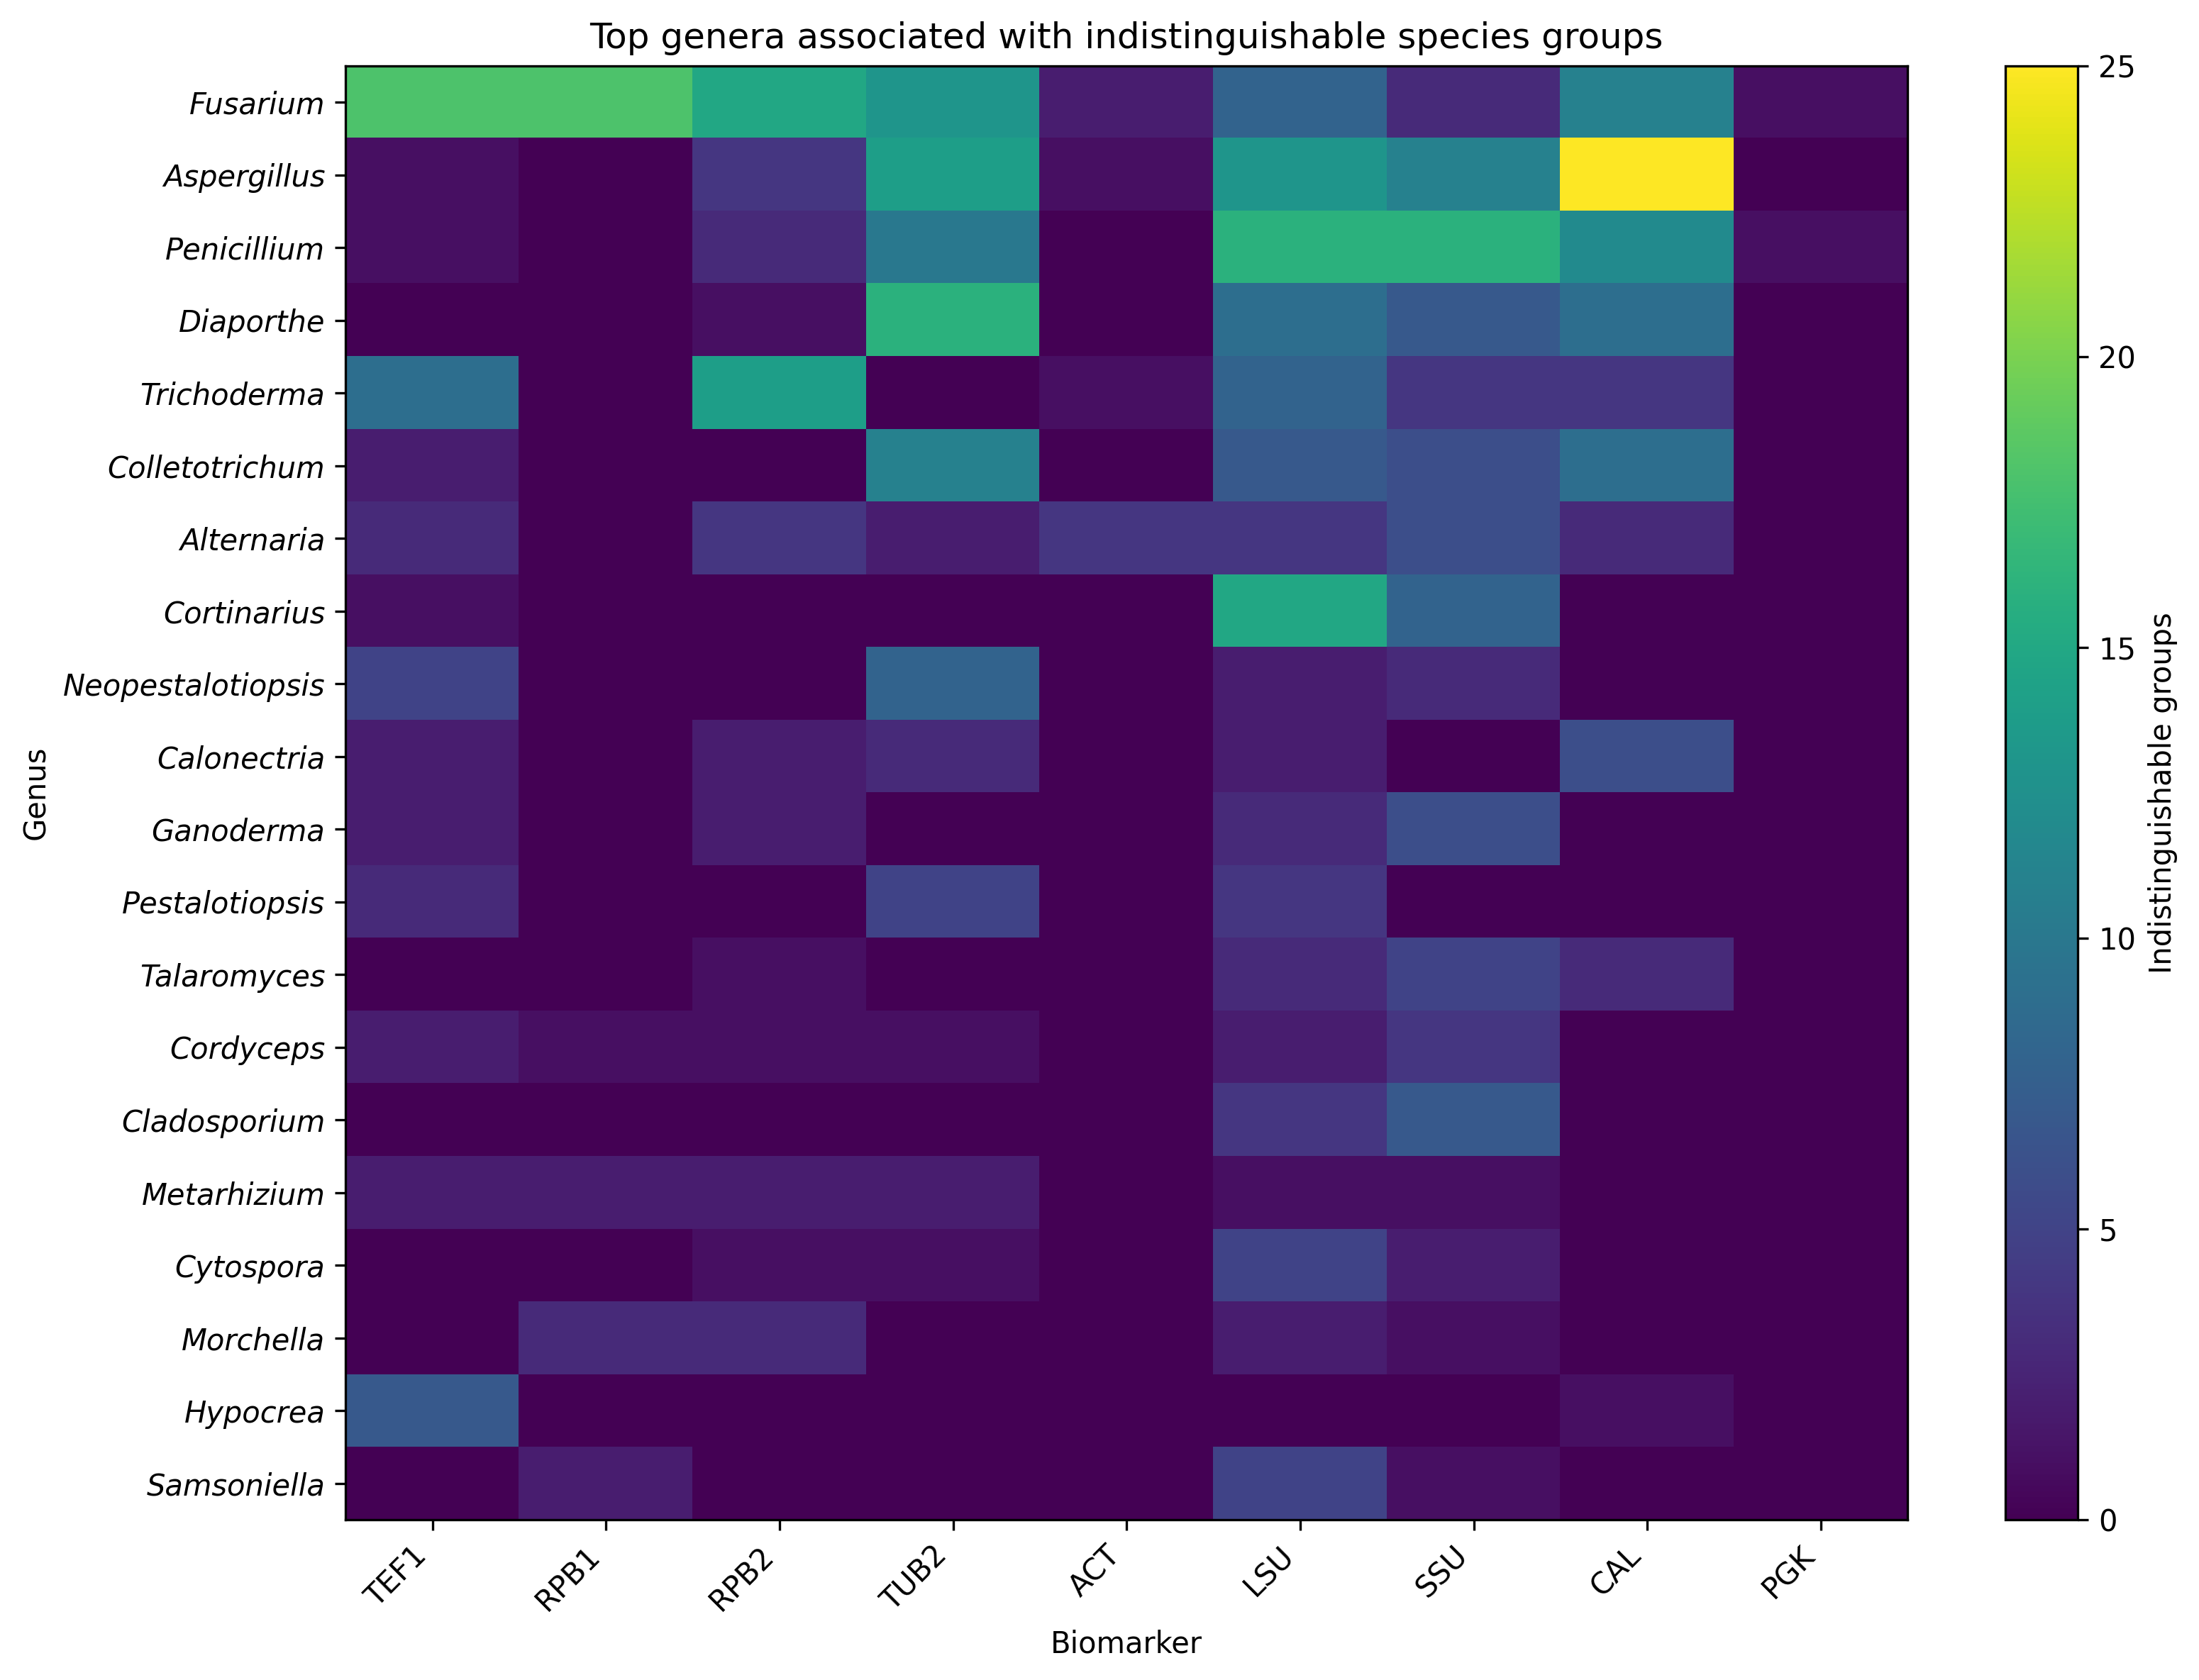 Top genera associated with indistinguishable species groups
Fusarium
Aspergillus
Penicillium
Diaporthe
Trichoderma
Colletotrichum
Alternaria
Cortinarius
Neopestalotiopsis
Calonectria
Ganoderma
Pestalotiopsis
Talaromyces
Cordyceps
Cladosporium
Metarhizium
Cytospora
Morchella
Hypocrea
Samsoniella
Genus
TEF1
RPB1
RPB2
TUB2
ACT
LSU
SSU
CAL
PGK
Biomarker
25
20
15
10
5
0
Indistinguishable groups